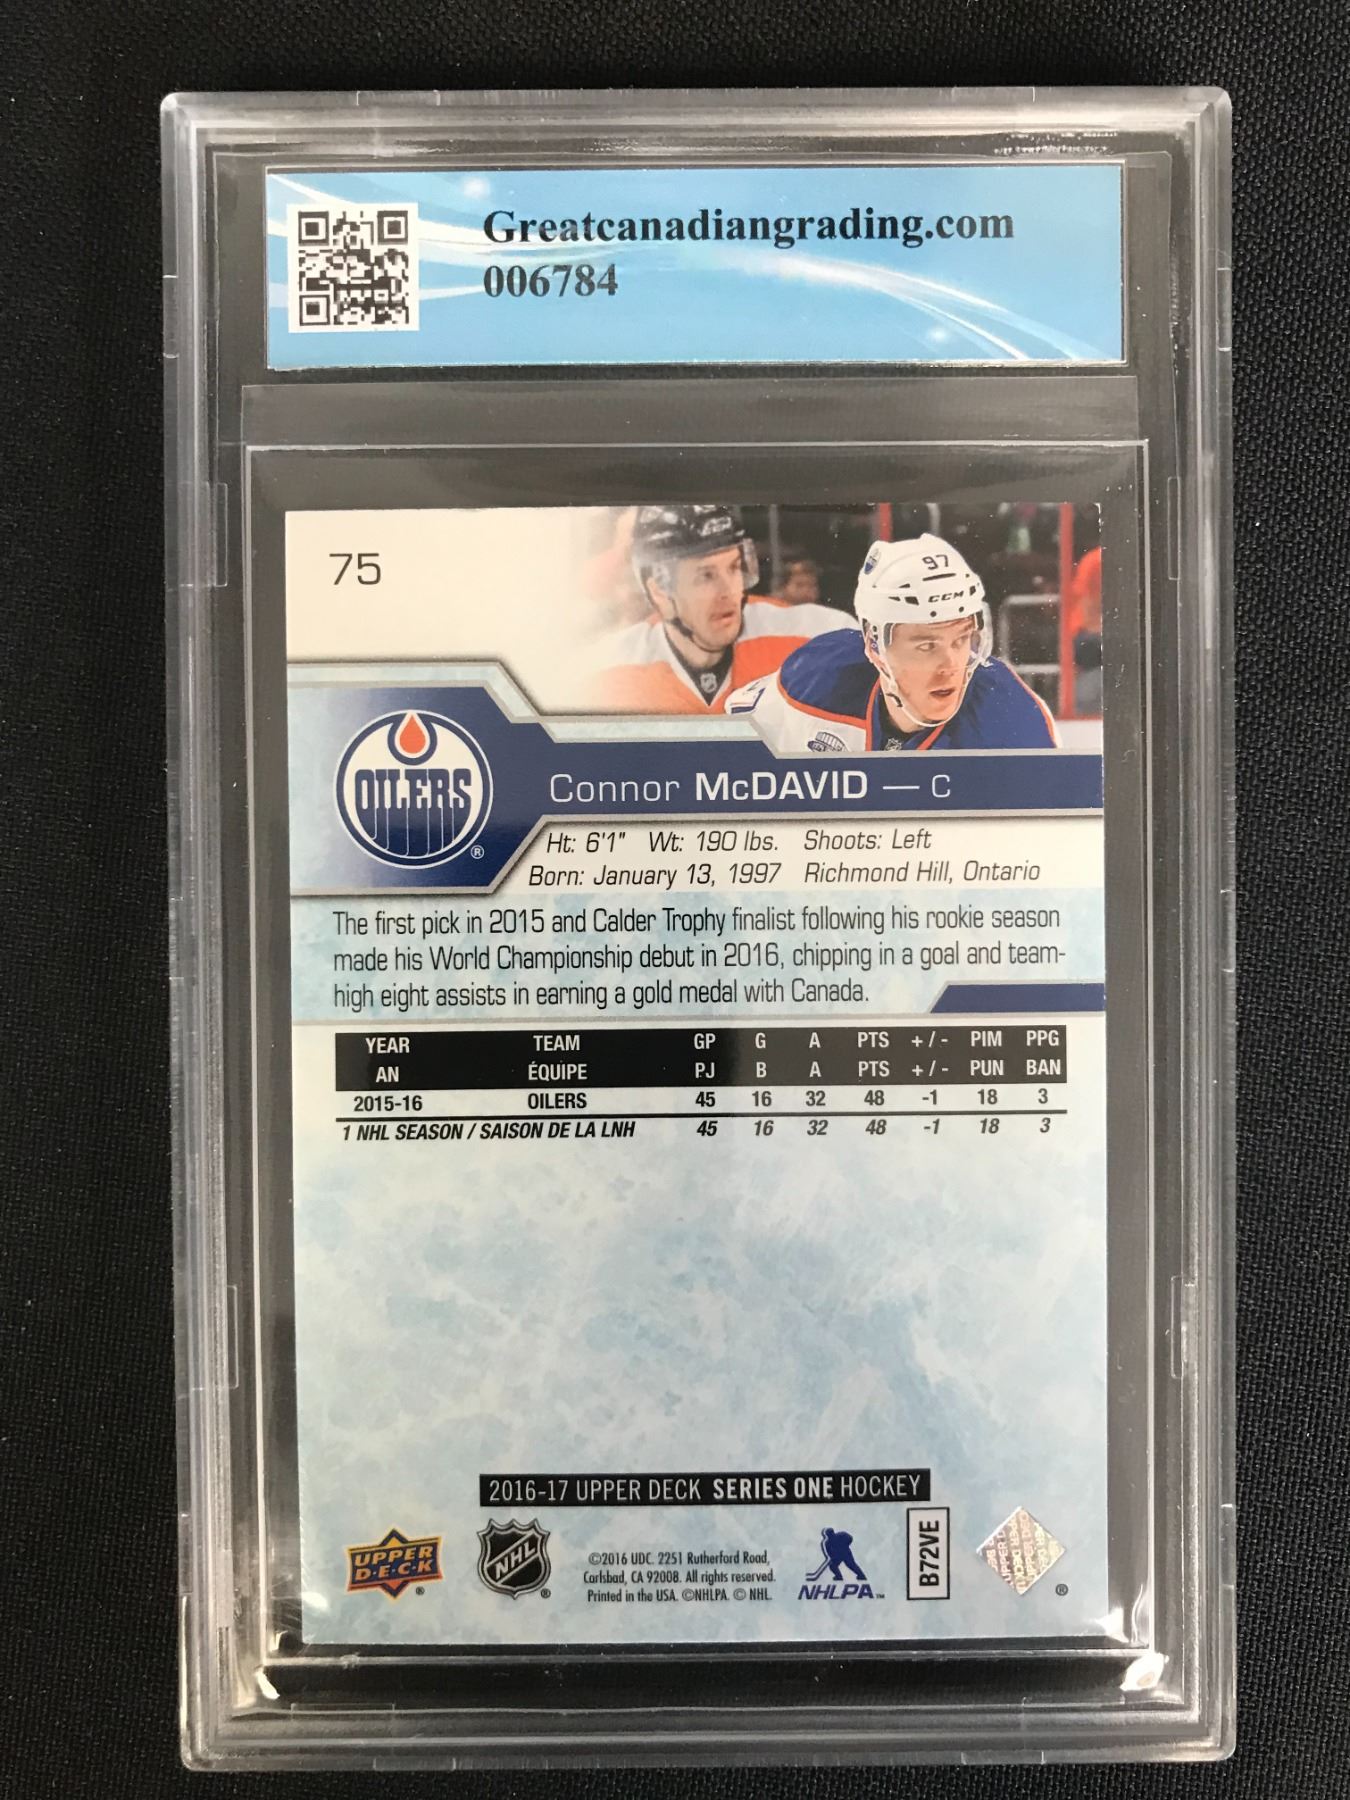 Greatcanadiangrading.com
006784
75
97
CCM
OILERS ®
Connor McDAVID — C
Ht: 6'1" Wt: 190 lbs. Shoots: Left
Born: January 13, 1997 Richmond Hill, Ontario
The first pick in 2015 and Calder Trophy finalist following his rookie season
made his World Championship debut in 2016, chipping in a goal and team-
high eight assists in earning a gold medal with Canada.
YEAR TEAM GP G A PTS +/- PIM PPG
AN ÉQUIPE PJ B A PTS +/- PUN BAN
2015-16 OILERS 45 16 32 48 -1 18 3
1 NHL SEASON / SAISON DE LA LNH 45 16 32 48 -1 18 3
2016-17 UPPER DECK SERIES ONE HOCKEY
UPPER
D·E·C·K ®
NHL ®
©2016 UDC. 2251 Rutherford Road,
Carlsbad, CA 92008. All rights reserved.
Printed in the USA. ©NHLPA. © NHL.
NHLPA™
B72VE
UPPER DECK
®